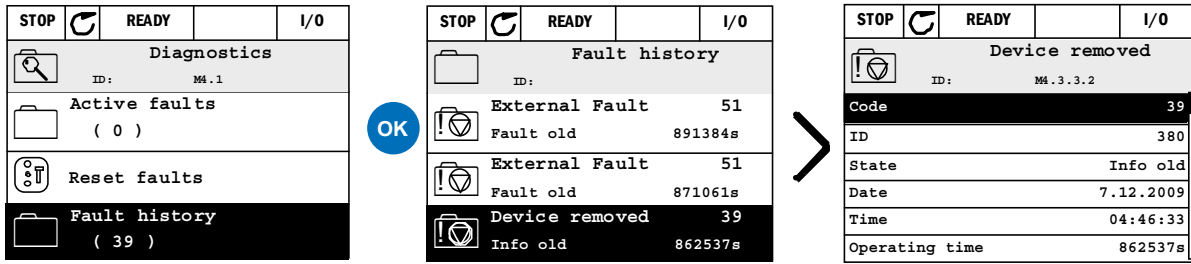 STOP READY I/O
Diagnostics
ID: M4.1
Active faults
( 0 )
Reset faults
Fault history
( 39 )
OK
STOP READY I/O
Fault history
ID:
External Fault 51
Fault old 891384s
External Fault 51
Fault old 871061s
Device removed 39
Info old 862537s
STOP READY I/O
Device removed
ID: M4.3.3.2
Code 39
ID 380
State Info old
Date 7.12.2009
Time 04:46:33
Operating time 862537s